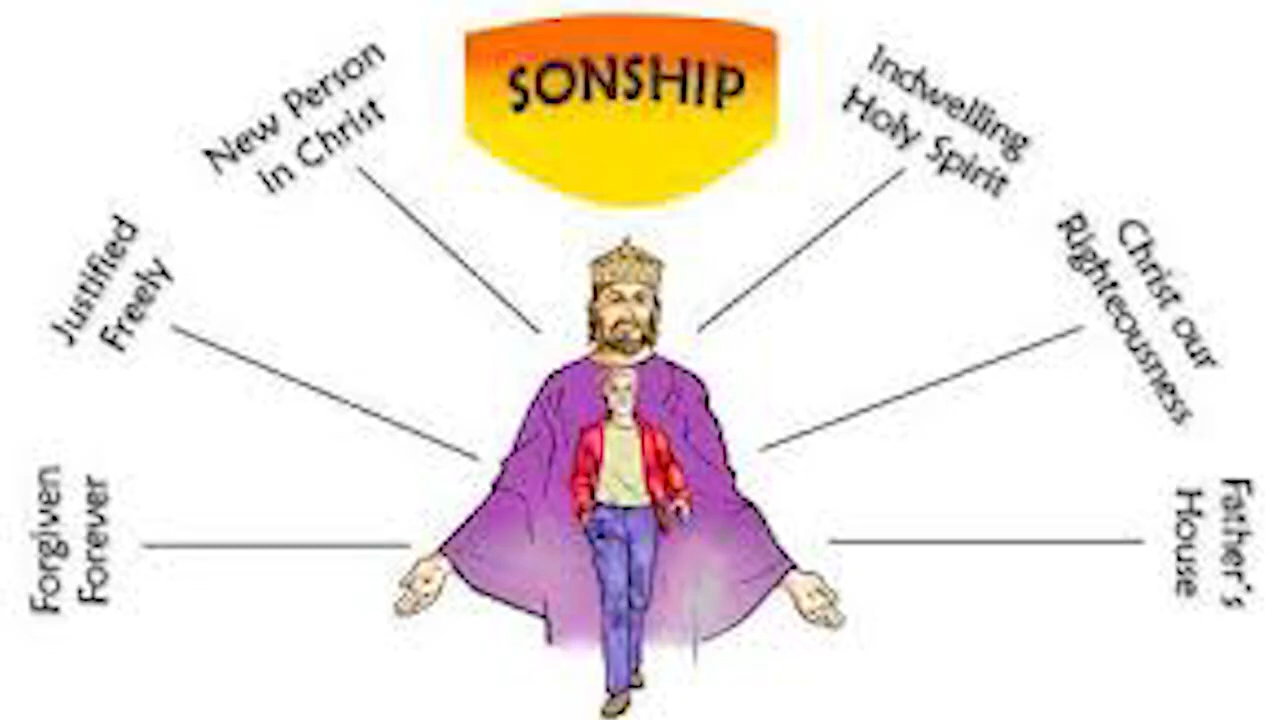 SONSHIP
New Person
in Christ
Indwelling
Holy Spirit
Justified
Freely
Christ our
Righteousness
Forgiven
Forever
Father's
House